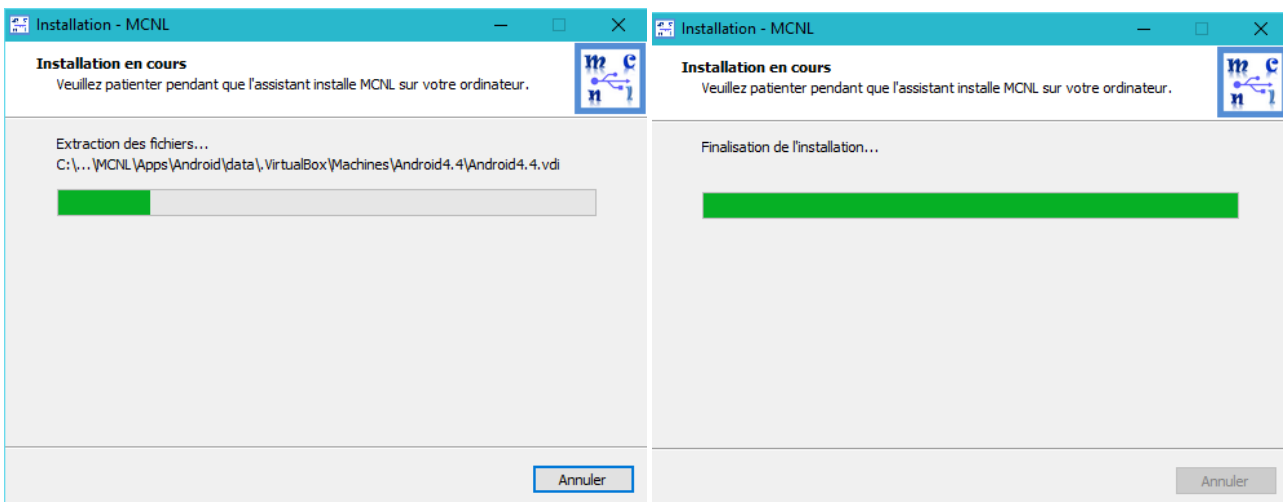 Installation - MCNL
Installation en cours
Veuillez patienter pendant que l'assistant installe MCNL sur votre ordinateur.
m c
n l
Extraction des fichiers...
C:\...\MCNL\Apps\Android\data\.VirtualBox\Machines\Android4.4\Android4.4.vdi
Annuler
Installation - MCNL
Installation en cours
Veuillez patienter pendant que l'assistant installe MCNL sur votre ordinateur.
m c
n l
Finalisation de l'installation...
Annuler